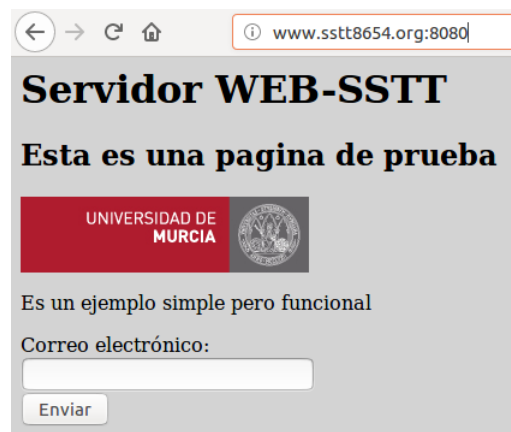 www.sstt8654.org:8080
Servidor WEB-SSTT
Esta es una pagina de prueba
UNIVERSIDAD DE
MURCIA
Es un ejemplo simple pero funcional
Correo electrónico:
Enviar